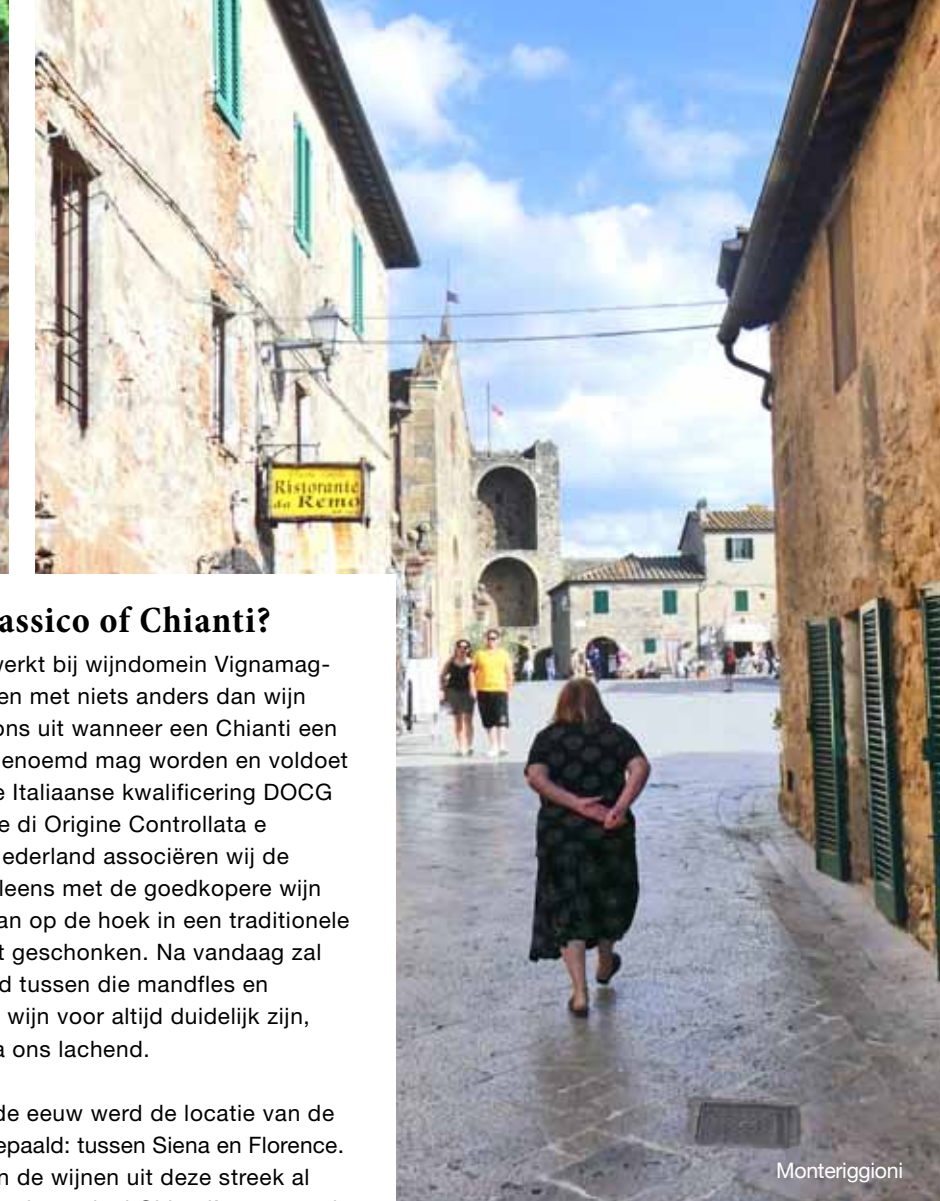 Ristorante
da Remo
assico of Chianti?
werkt bij wijndomein Vignamag-
en met niets anders dan wijn
ons uit wanneer een Chianti een
enoemd mag worden en voldoet
e Italiaanse kwalificering DOCG
e di Origine Controllata e
ederland associëren wij de
leens met de goedkopere wijn
an op de hoek in een traditionele
t geschonken. Na vandaag zal
d tussen die mandfles en
wijn voor altijd duidelijk zijn,
a ons lachend.
de eeuw werd de locatie van de
epaald: tussen Siena en Florence.
n de wijnen uit deze streek al
Monteriggioni